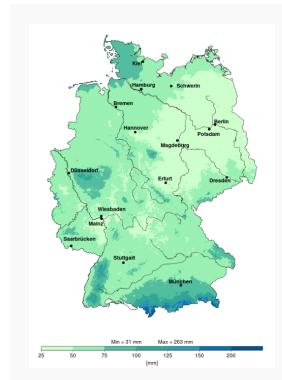 Kiel
Hamburg
Schwerin
Bremen
Berlin
Hannover
Potsdam
Magdeburg
Düsseldorf
Erfurt
Dresden
Wiesbaden
Mainz
Saarbrücken
Stuttgart
München
Min = 31 mm Max = 263 mm
25 50 75 100 125 150 200
[mm]